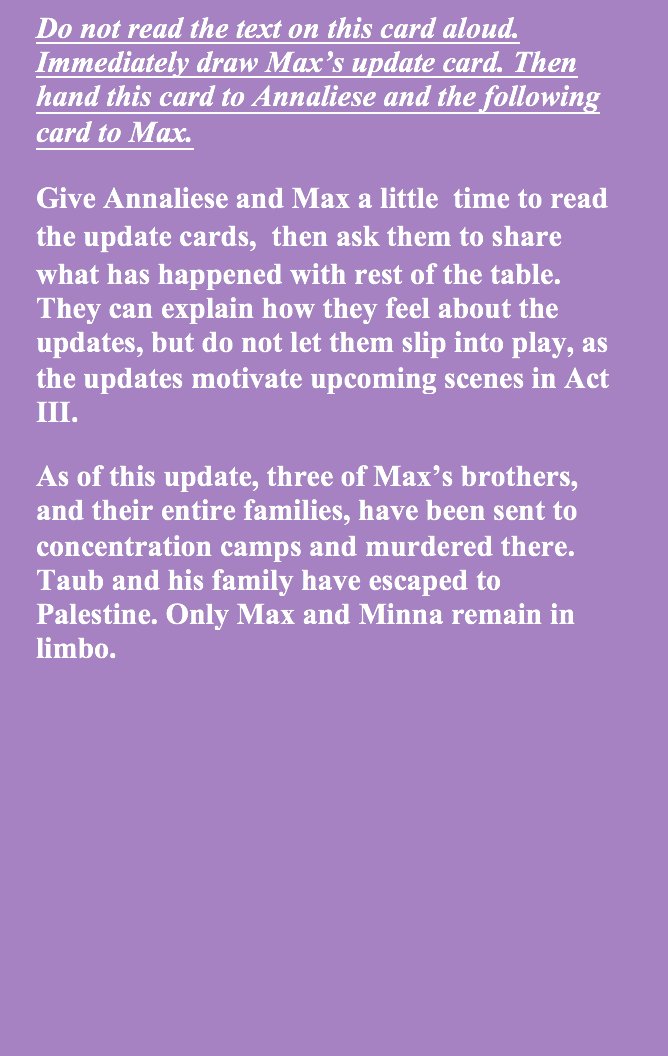 Do not read the text on this card aloud.
Immediately draw Max’s update card. Then
hand this card to Annaliese and the following
card to Max.
Give Annaliese and Max a little  time to read
the update cards,  then ask them to share
what has happened with rest of the table.
They can explain how they feel about the
updates, but do not let them slip into play, as
the updates motivate upcoming scenes in Act
III.
As of this update, three of Max’s brothers,
and their entire families, have been sent to
concentration camps and murdered there.
Taub and his family have escaped to
Palestine. Only Max and Minna remain in
limbo.